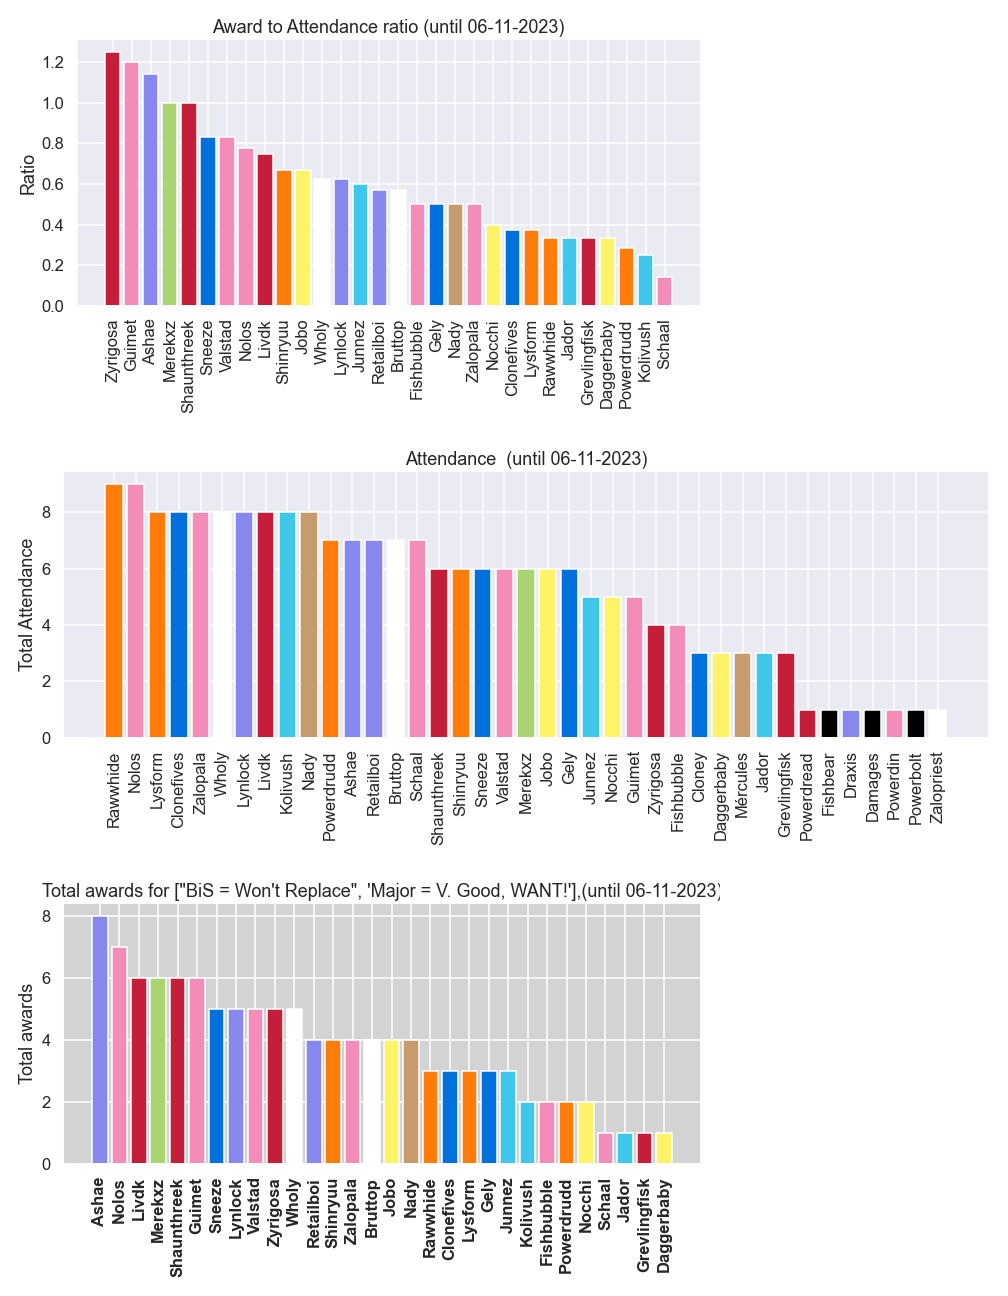 Award to Attendance ratio (until 06-11-2023)
Ratio
1.2
1.0
0.8
0.6
0.4
0.2
0.0
Zyrigosa
Guimet
Ashae
Merekxz
Shaunthreek
Sneeze
Valstad
Nolos
Livdk
Shinryuu
Jobo
Wholy
Lynlock
Junnez
Retailboi
Bruttop
Fishbubble
Gely
Nady
Zalopala
Nocchi
Clonefives
Lysform
Rawwhide
Jador
Grevlingfisk
Daggerbaby
Powerdrudd
Kolivush
Schaal
Attendance  (until 06-11-2023)
Total Attendance
8
6
4
2
0
Rawwhide
Nolos
Lysform
Clonefives
Zalopala
Wholy
Lynlock
Livdk
Kolivush
Nady
Powerdrudd
Ashae
Retailboi
Bruttop
Schaal
Shaunthreek
Shinryuu
Sneeze
Valstad
Merekxz
Jobo
Gely
Junnez
Nocchi
Guimet
Zyrigosa
Fishbubble
Cloney
Daggerbaby
Mércules
Jador
Grevlingfisk
Powerdread
Fishbear
Draxis
Damages
Powerdin
Powerbolt
Zalopriest
Total awards for ["BiS = Won't Replace", 'Major = V. Good, WANT!'],(until 06-11-2023)
Total awards
8
6
4
2
0
Ashae
Nolos
Livdk
Merekxz
Shaunthreek
Guimet
Sneeze
Lynlock
Valstad
Zyrigosa
Wholy
Retailboi
Shinryuu
Zalopala
Bruttop
Jobo
Nady
Rawwhide
Clonefives
Lysform
Gely
Junnez
Kolivush
Fishbubble
Powerdrudd
Nocchi
Schaal
Jador
Grevlingfisk
Daggerbaby